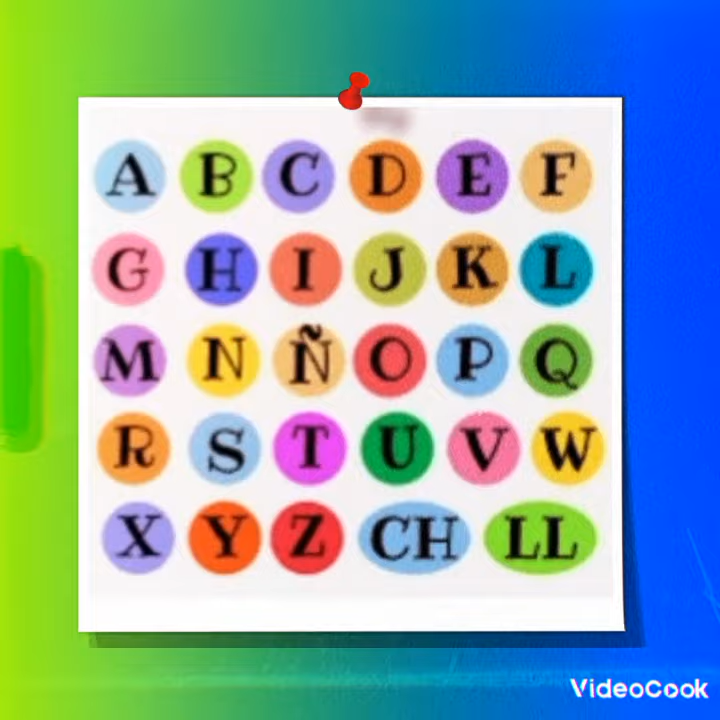 A B C D E F
G H I J K L
M N Ñ O P Q
R S T U V W
X Y Z CH LL
VideoCook